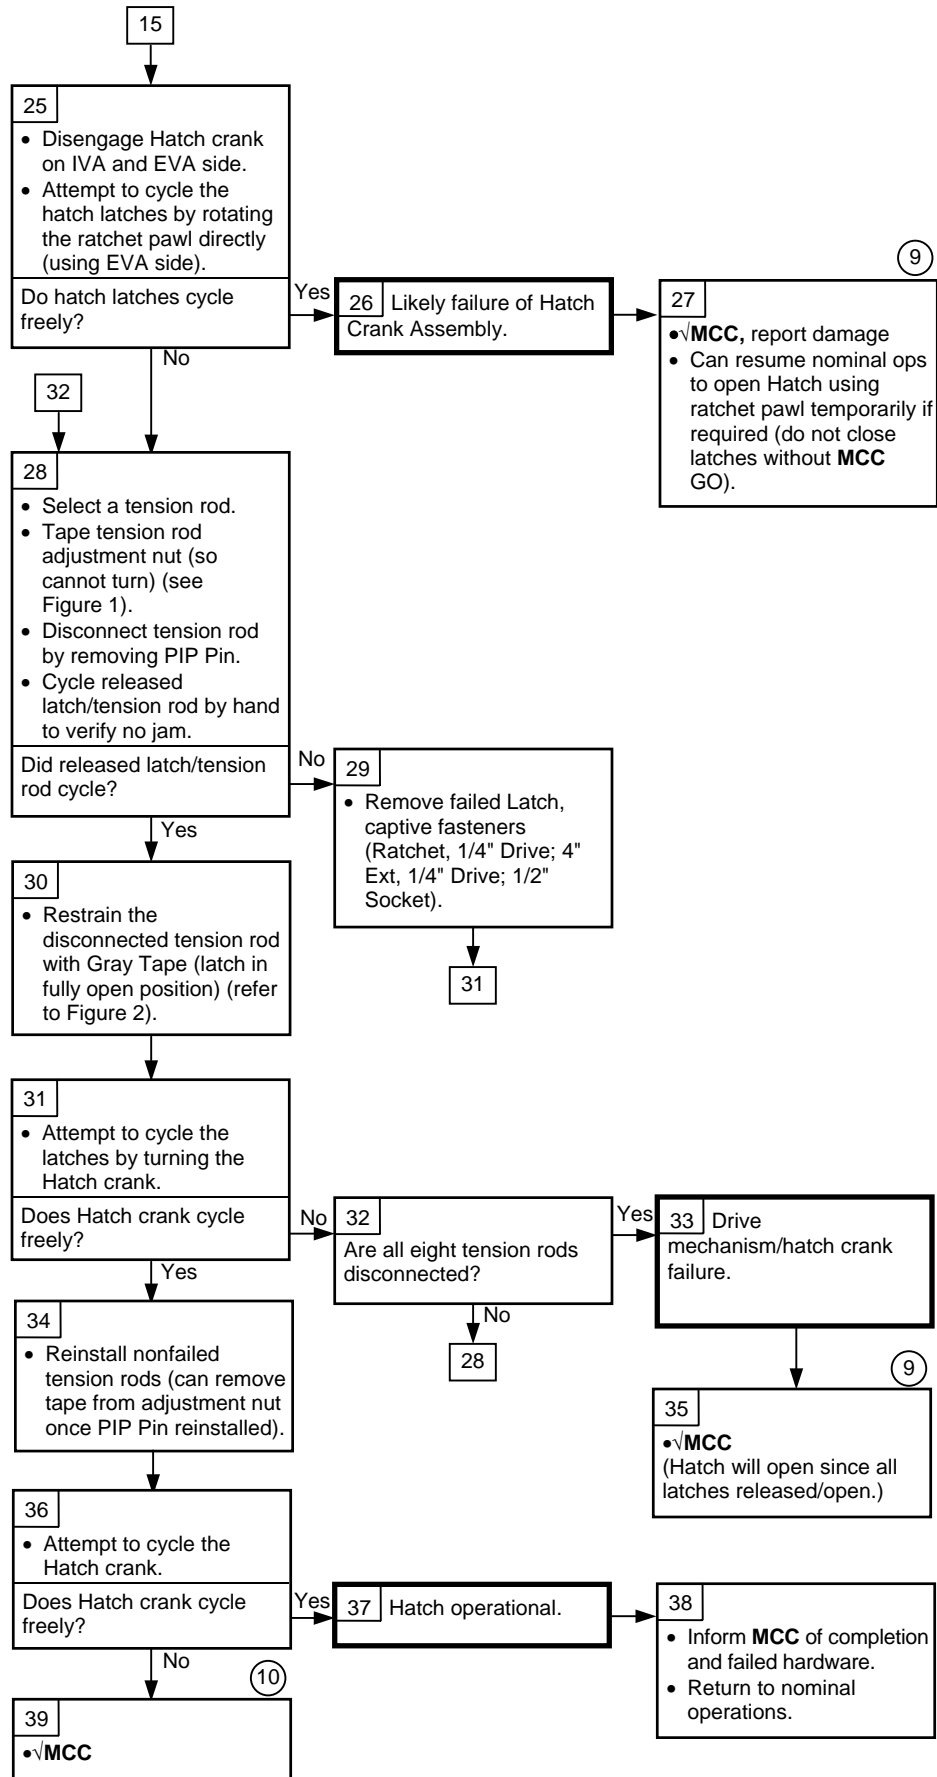 15
25
• Disengage Hatch crank
on IVA and EVA side.
• Attempt to cycle the
hatch latches by rotating
the ratchet pawl directly
(using EVA side).
Do hatch latches cycle
freely?
Yes
No
26 Likely failure of Hatch
Crank Assembly.
9
27
•√MCC, report damage
• Can resume nominal ops
to open Hatch using
ratchet pawl temporarily if
required (do not close
latches without MCC
GO).
32
28
• Select a tension rod.
• Tape tension rod
adjustment nut (so
cannot turn) (see
Figure 1).
• Disconnect tension rod
by removing PIP Pin.
• Cycle released
latch/tension rod by hand
to verify no jam.
Did released latch/tension
rod cycle?
No
Yes
29
• Remove failed Latch,
captive fasteners
(Ratchet, 1/4" Drive; 4"
Ext, 1/4" Drive; 1/2"
Socket).
31
30
• Restrain the
disconnected tension rod
with Gray Tape (latch in
fully open position) (refer
to Figure 2).
31
• Attempt to cycle the
latches by turning the
Hatch crank.
Does Hatch crank cycle
freely?
No
Yes
32
Are all eight tension rods
disconnected?
Yes
No
28
33 Drive
mechanism/hatch crank
failure.
34
• Reinstall nonfailed
tension rods (can remove
tape from adjustment nut
once PIP Pin reinstalled).
9
35
•√MCC
(Hatch will open since all
latches released/open.)
36
• Attempt to cycle the
Hatch crank.
Does Hatch crank cycle
freely?
Yes
No
37 Hatch operational.
38
• Inform MCC of completion
and failed hardware.
• Return to nominal
operations.
10
39
•√MCC